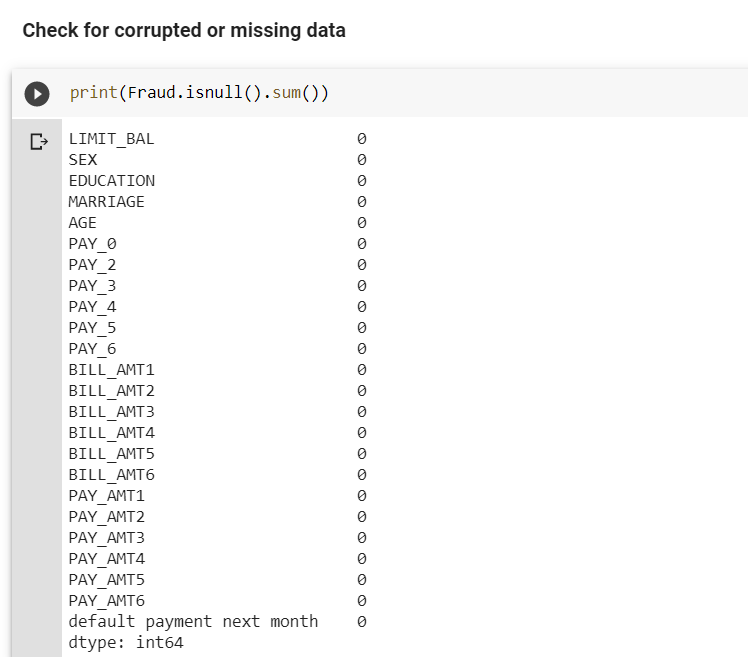 Check for corrupted or missing data
print(Fraud.isnull().sum())
LIMIT_BAL 0
SEX 0
EDUCATION 0
MARRIAGE 0
AGE 0
PAY_0 0
PAY_2 0
PAY_3 0
PAY_4 0
PAY_5 0
PAY_6 0
BILL_AMT1 0
BILL_AMT2 0
BILL_AMT3 0
BILL_AMT4 0
BILL_AMT5 0
BILL_AMT6 0
PAY_AMT1 0
PAY_AMT2 0
PAY_AMT3 0
PAY_AMT4 0
PAY_AMT5 0
PAY_AMT6 0
default payment next month 0
dtype: int64